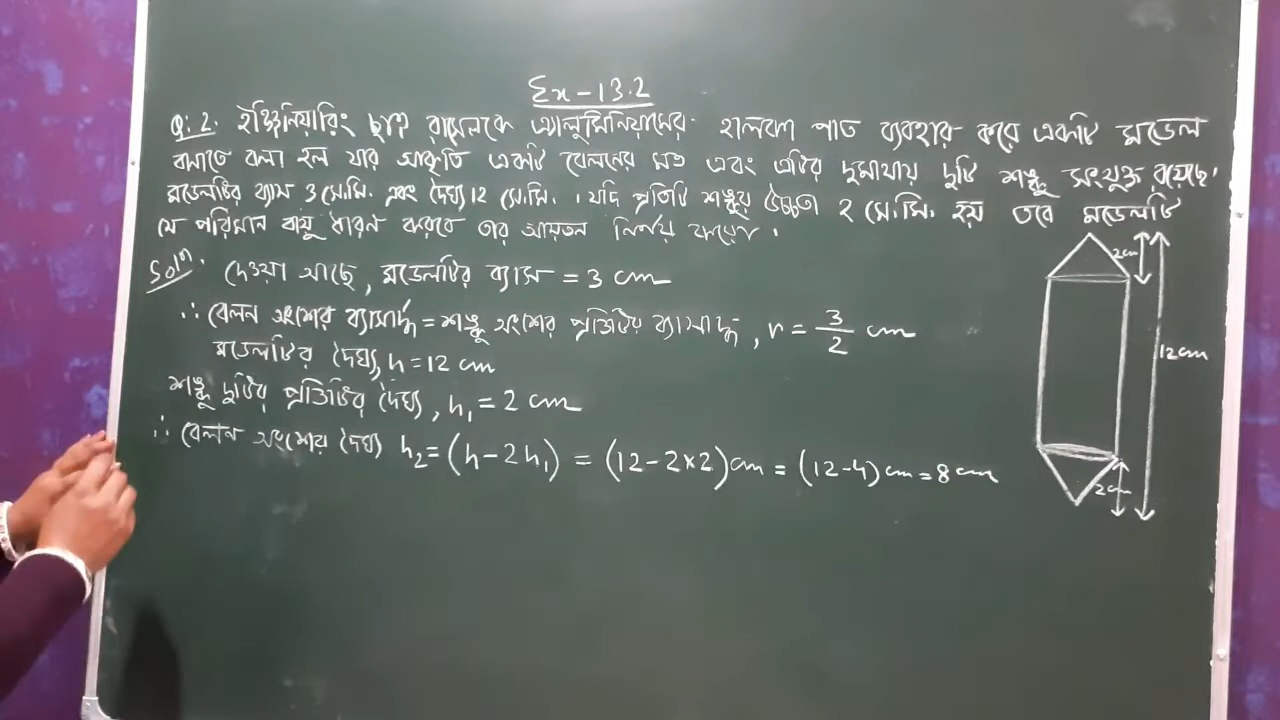 Ex-13.2
Q: 2. ইঞ্জিনিয়ারিং ছাত্র রাসেলকে অ্যালুমিনিয়ামের হালকা পাত ব্যবহার করে একটি মডেল
বানাতে বলা হল যার আকৃতি একটি বেলনের মত এবং এটির দুমাথায় দুটি শঙ্কু সংযুক্ত রয়েছে।
মডেলটির ব্যাস 3 সে.মি. এবং দৈর্ঘ্য 12 সে.মি. । যদি প্রতিটি শঙ্কুর উচ্চতা 2 সে.মি. হয় তবে মডেলটি
যে পরিমান বায়ু ধারন করবে তার আয়তন নির্ণয় করো।
Solⁿ. দেওয়া আছে, মডেলটির ব্যাস = 3 cm
∴ বেলন অংশের ব্যাসার্দ্ধ = শঙ্কু অংশের প্রতিটির ব্যাসার্দ্ধ, r = 3/2 cm
মডেলটির দৈর্ঘ্য, h = 12 cm
শঙ্কু দুটির প্রতিটির দৈর্ঘ্য, h₁ = 2 cm
∴ বেলন অংশের দৈর্ঘ্য h₂ = (h - 2h₁) = (12 - 2×2) cm = (12-4) cm = 8 cm
2cm
12cm
2cm